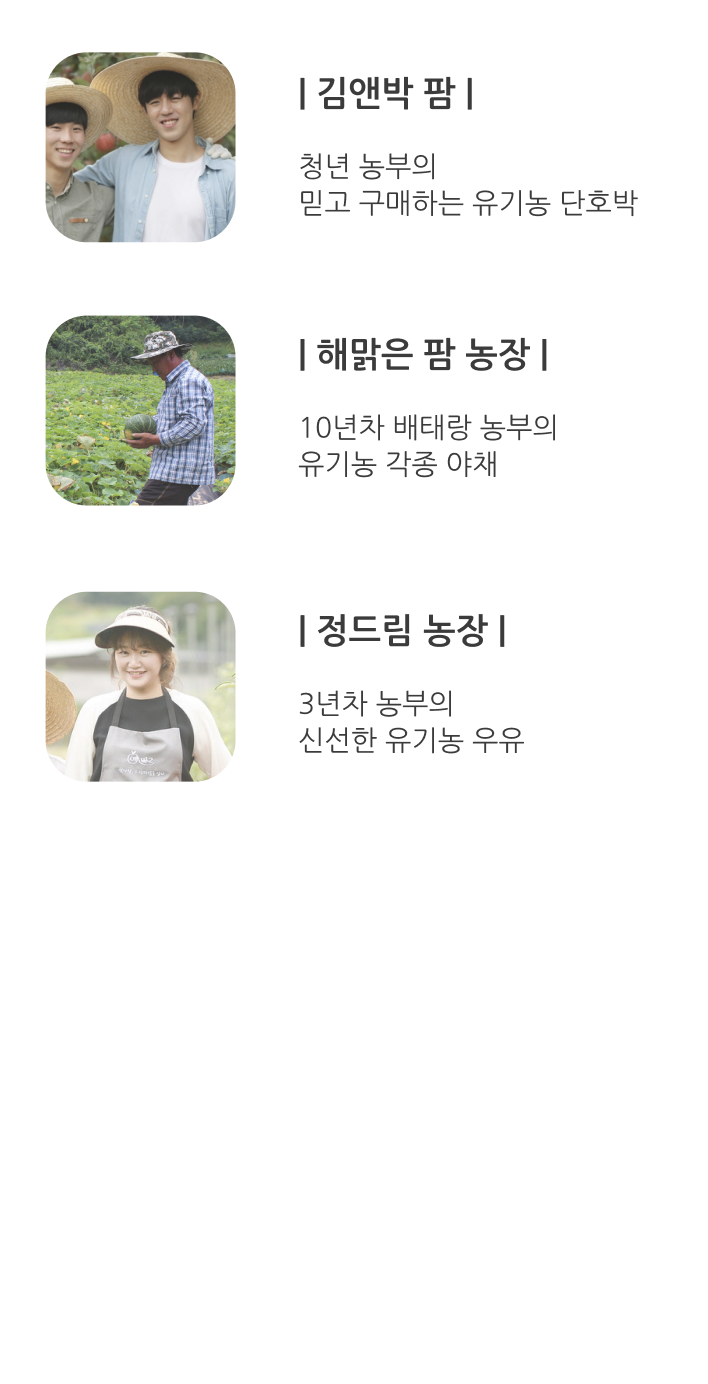 | 김앤박 팜 |
청년 농부의
믿고 구매하는 유기농 단호박
| 해맑은 팜 농장 |
10년차 배태랑 농부의
유기농 각종 야채
| 정드림 농장 |
3년차 농부의
신선한 유기농 우유